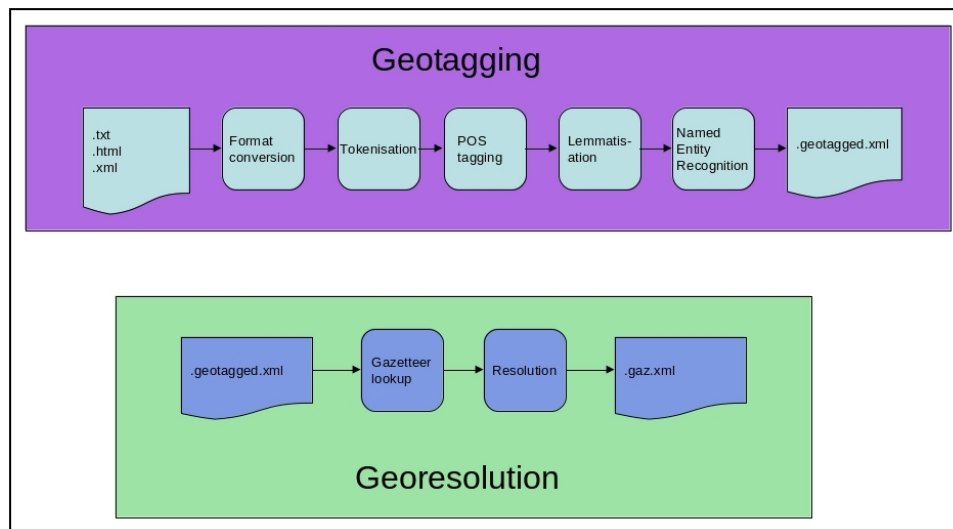 Geotagging
.txt
.html
.xml
Format
conversion
Tokenisation
POS
tagging
Lemmatis-
ation
Named
Entity
Recognition
.geotagged.xml
.geotagged.xml
Gazetteer
lookup
Resolution
.gaz.xml
Georesolution